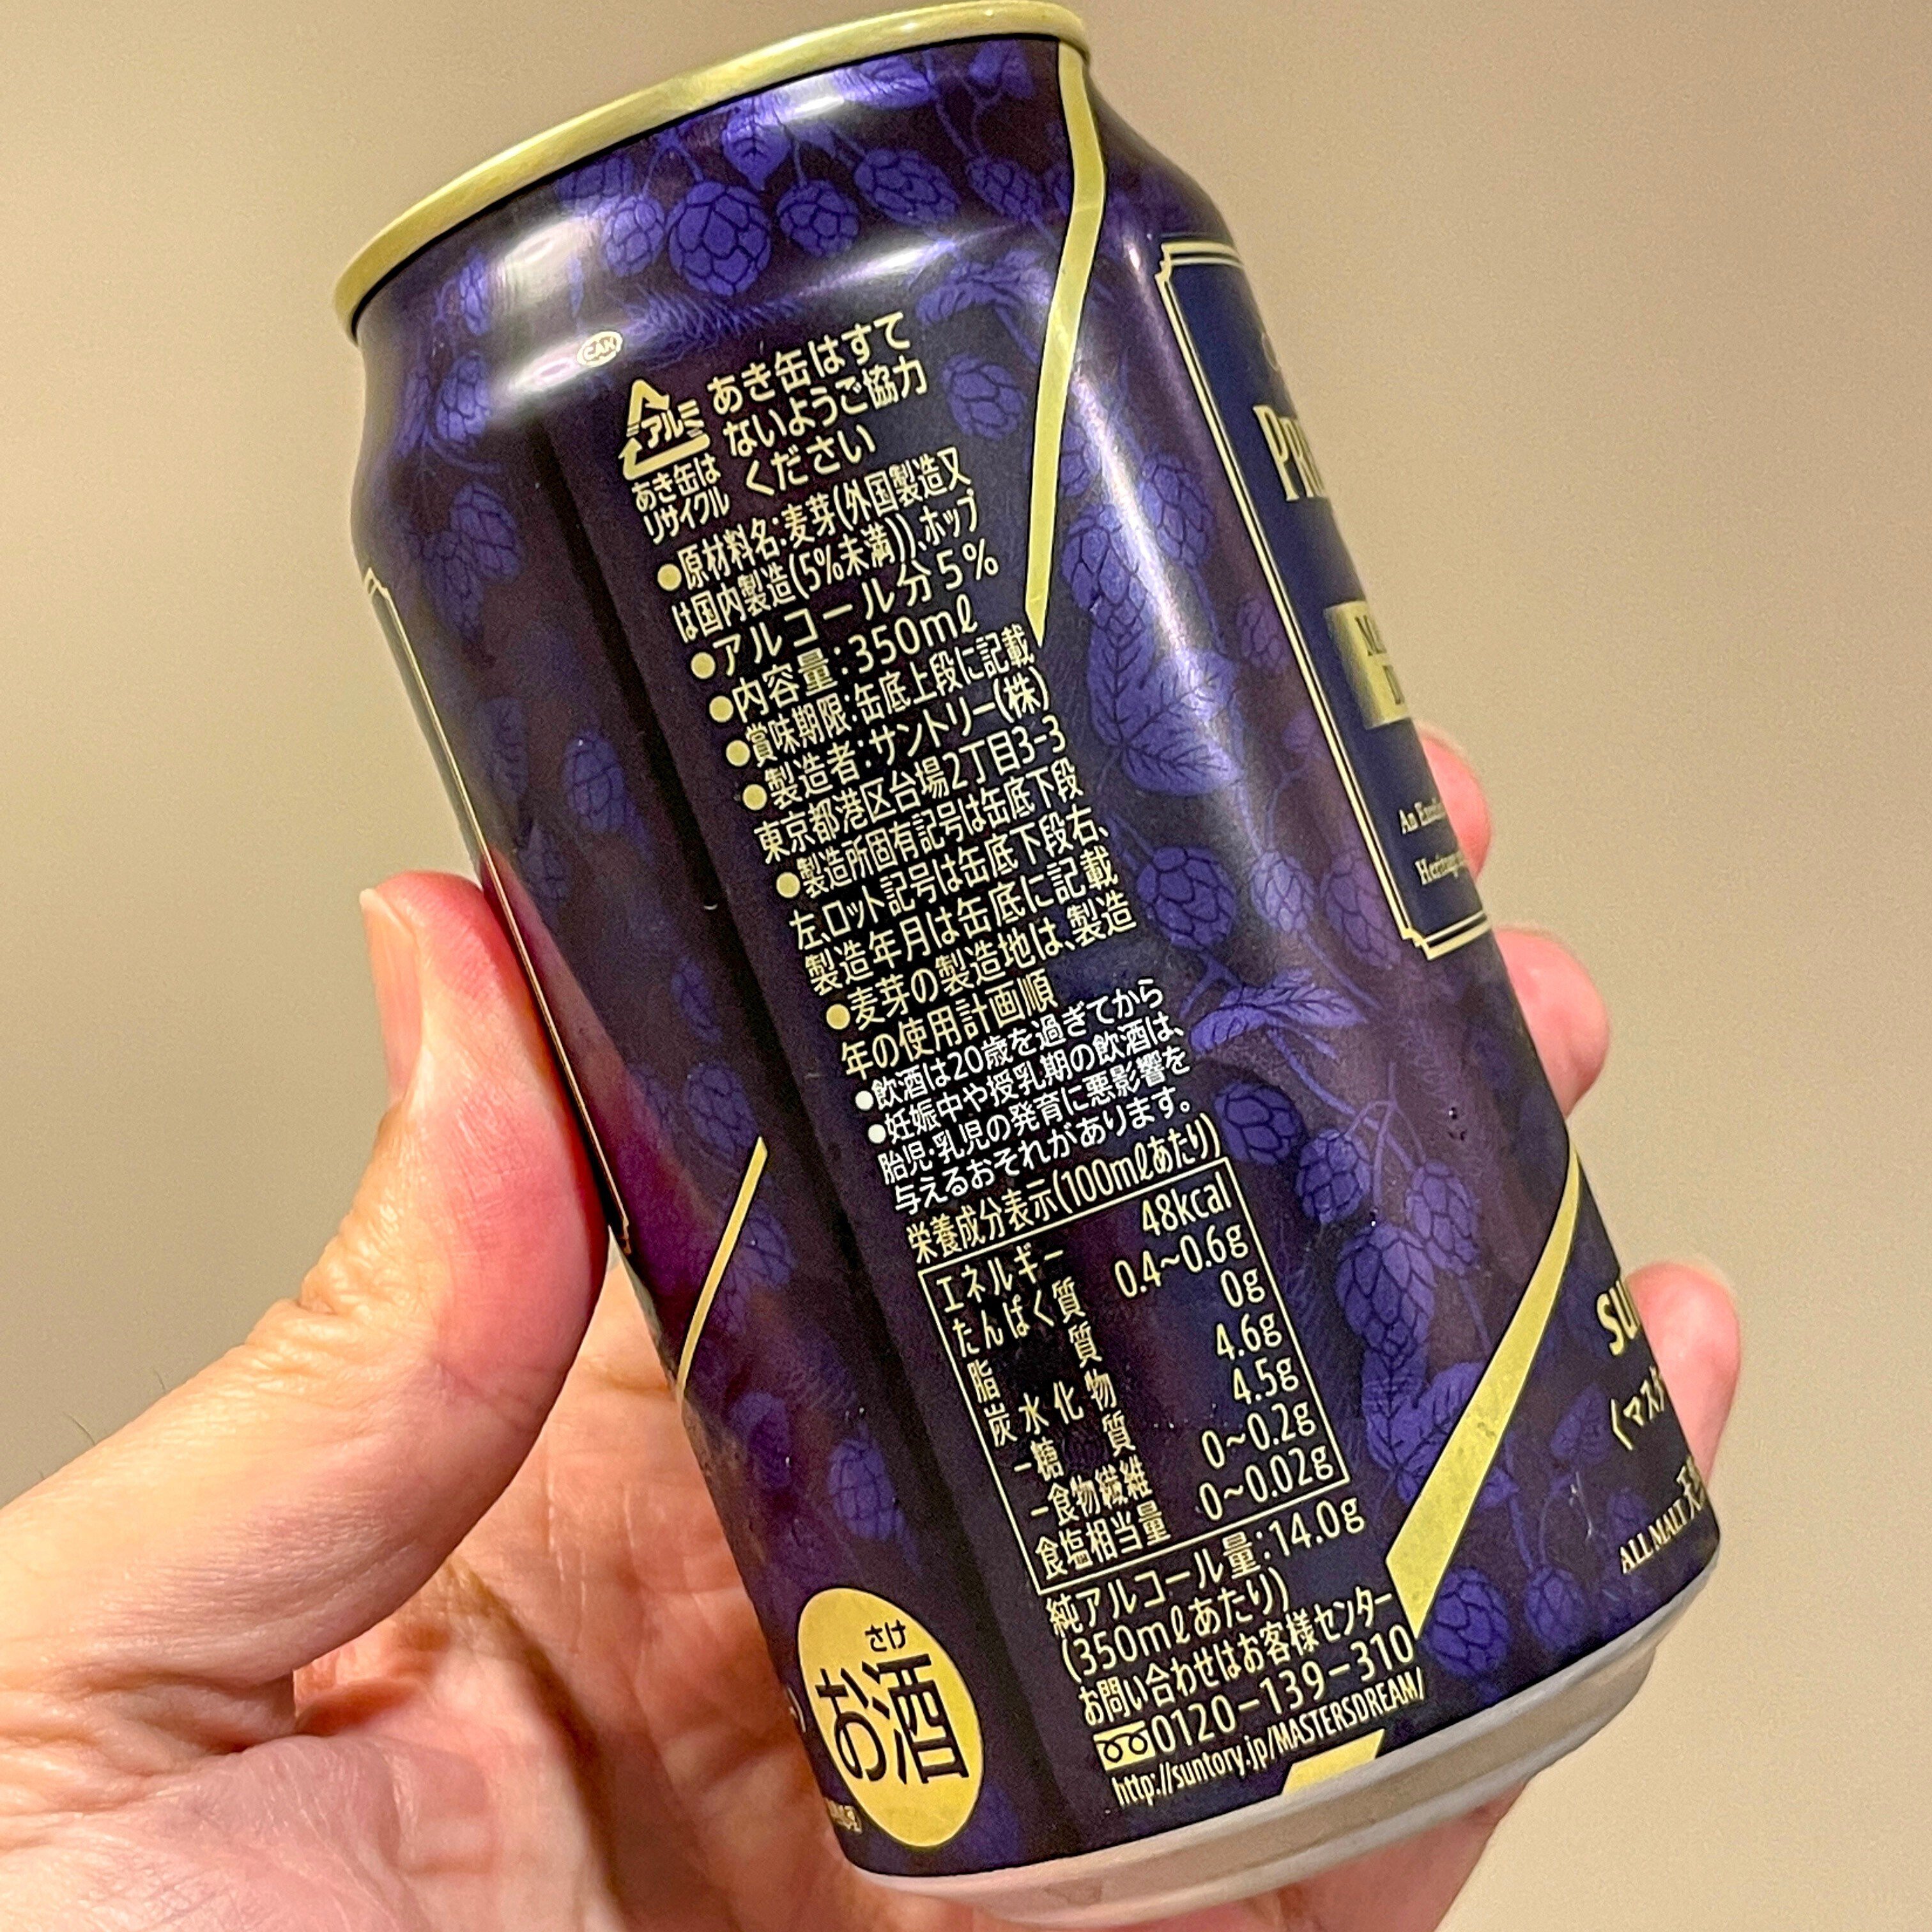 CAN
アルミ
あき缶は
リサイクル
あき缶はすて
ないようご協力
ください
●原材料名:麦芽(外国製造又
は国内製造(5%未満))、ホップ
●アルコール分5%
●内容量:350mℓ
●賞味期限:缶底上段に記載
●製造者:サントリー(株)
東京都港区台場2丁目3-3
●製造所固有記号は缶底下段
左、ロット記号は缶底下段右、
製造年月は缶底に記載
●麦芽の製造地は、製造
年の使用計画順
●飲酒は20歳を過ぎてから
●妊娠中や授乳期の飲酒は、
胎児・乳児の発育に悪影響を
与えるおそれがあります。
栄養成分表示(100mℓあたり)
エネルギー 48kcal
たんぱく質 0.4~0.6g
脂質 0g
炭水化物 4.6g
-糖質 4.5g
-食物繊維 0~0.2g
食塩相当量 0~0.02g
純アルコール量:14.0g
(350mℓあたり)
お問い合わせはお客様センター
0120-139-310
http://suntory.jp/MASTERSDREAM/
さけ
お酒
An
ALL MALT